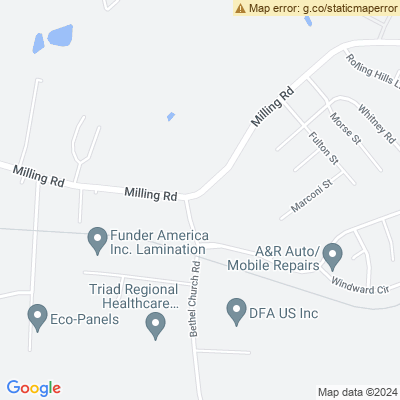 Map error: g.co/staticmaperror
Rolling Hills L
Milling Rd
Whitney Rd
Morse St
Fulton St
Milling Rd
Milling Rd
Marconi St
Funder America
Inc. Lamination
A&R Auto/
Mobile Repairs
Bethel Church Rd
Windward Cir
Triad Regional
Healthcare...
Eco-Panels
DFA US Inc
Google
Map data ©2024